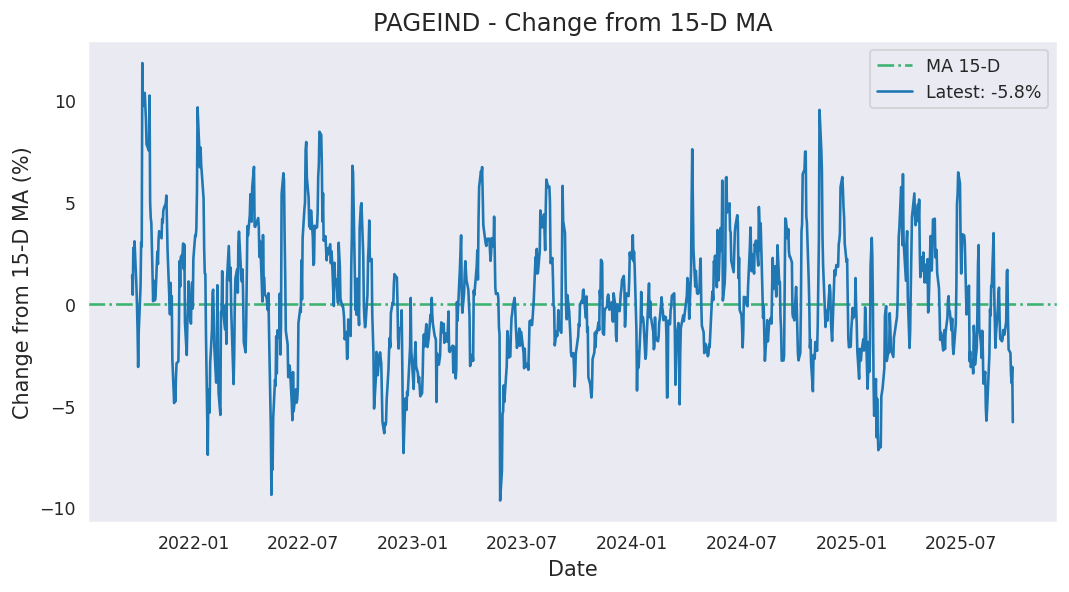 PAGEIND - Change from 15-D MA
MA 15-D
Latest: -5.8%
Change from 15-D MA (%)
10
5
0
−5
−10
2022-01
2022-07
2023-01
2023-07
2024-01
2024-07
2025-01
2025-07
Date